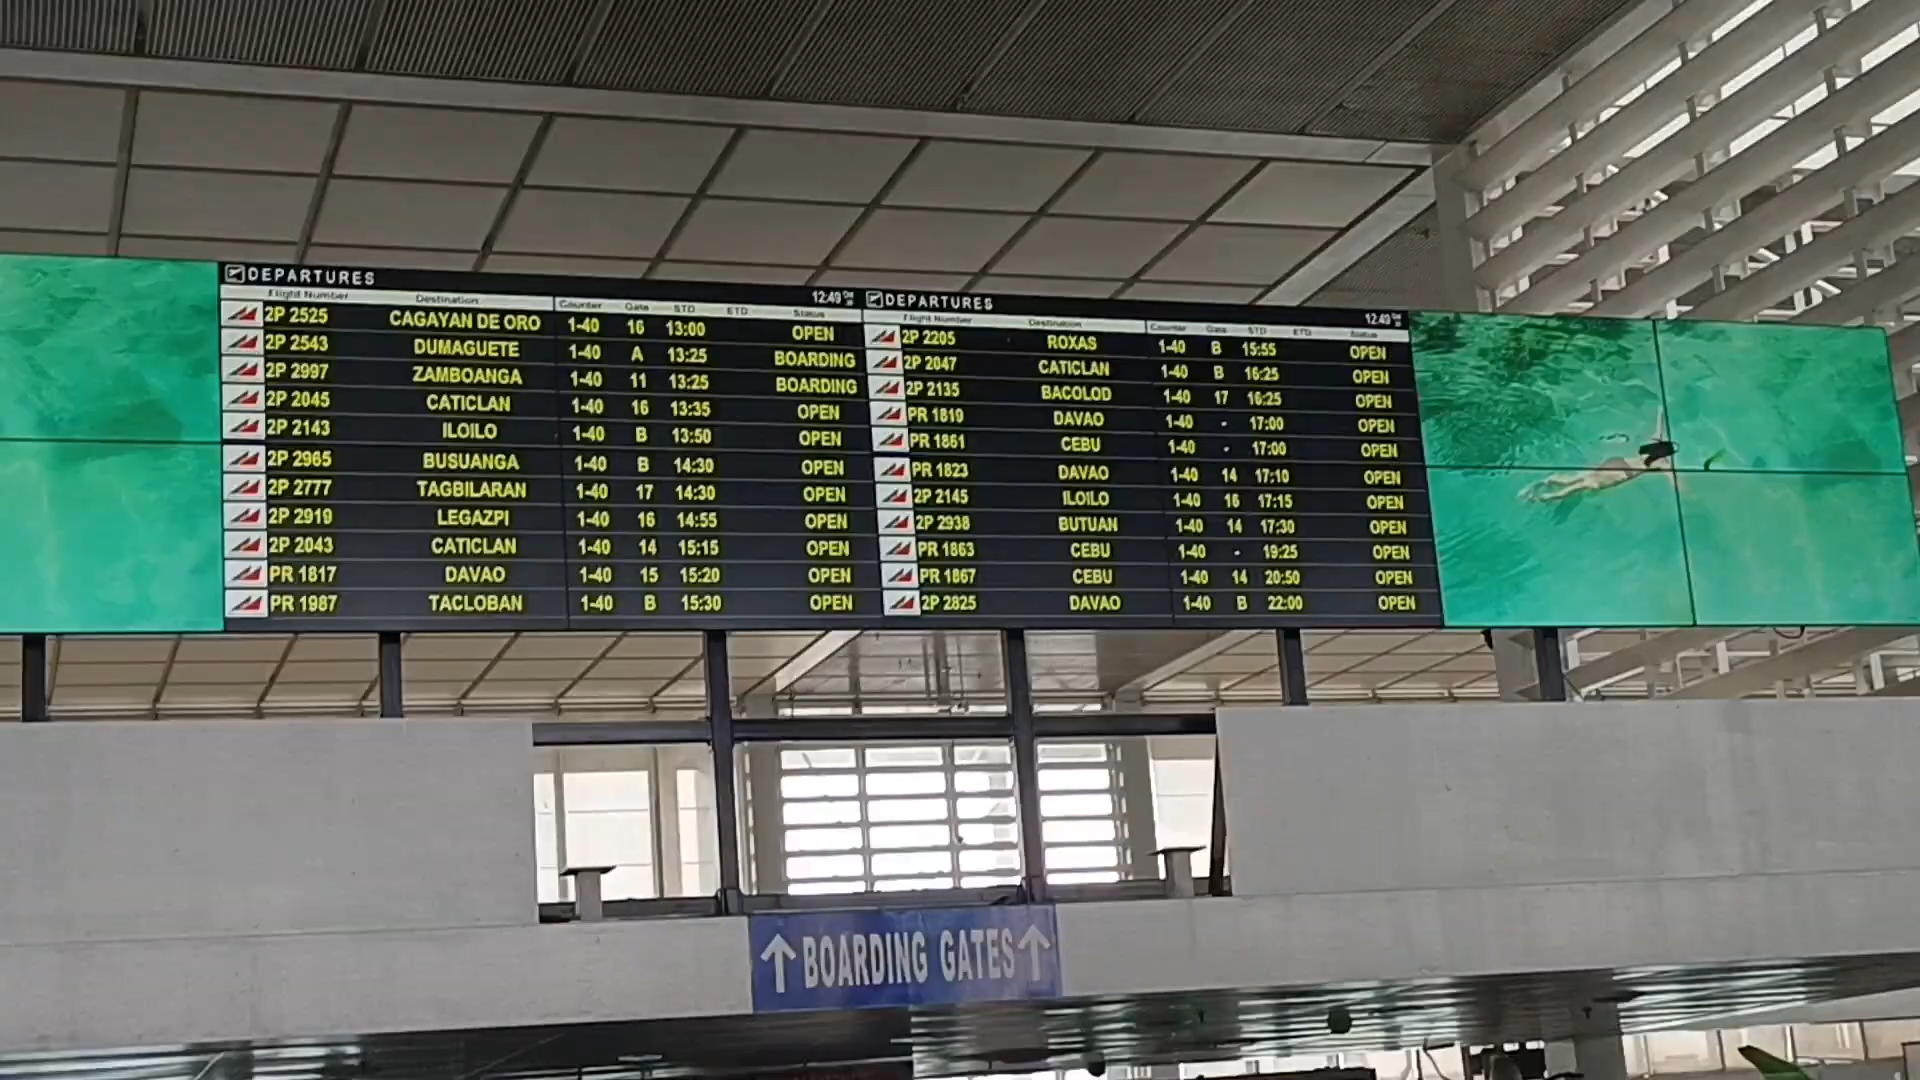 DEPARTURES
Flight Number Destination Counter Gate STD ETD Status
12:49
2P 2525 CAGAYAN DE ORO 1-40 16 13:00 OPEN
2P 2543 DUMAGUETE 1-40 A 13:25 BOARDING
2P 2997 ZAMBOANGA 1-40 11 13:25 BOARDING
2P 2045 CATICLAN 1-40 16 13:35 OPEN
2P 2143 ILOILO 1-40 B 13:50 OPEN
2P 2965 BUSUANGA 1-40 B 14:30 OPEN
2P 2777 TAGBILARAN 1-40 17 14:30 OPEN
2P 2919 LEGAZPI 1-40 16 14:55 OPEN
2P 2043 CATICLAN 1-40 14 15:15 OPEN
PR 1817 DAVAO 1-40 15 15:20 OPEN
PR 1987 TACLOBAN 1-40 B 15:30 OPEN
DEPARTURES
Flight Number Destination Counter Gate STD ETD Status
12:49
2P 2205 ROXAS 1-40 B 15:55 OPEN
2P 2047 CATICLAN 1-40 B 16:25 OPEN
2P 2135 BACOLOD 1-40 17 16:25 OPEN
PR 1819 DAVAO 1-40 - 17:00 OPEN
PR 1861 CEBU 1-40 - 17:00 OPEN
PR 1823 DAVAO 1-40 14 17:10 OPEN
2P 2145 ILOILO 1-40 16 17:15 OPEN
2P 2938 BUTUAN 1-40 14 17:30 OPEN
PR 1863 CEBU 1-40 - 19:25 OPEN
PR 1867 CEBU 1-40 14 20:50 OPEN
2P 2825 DAVAO 1-40 B 22:00 OPEN
↑BOARDING GATES↑